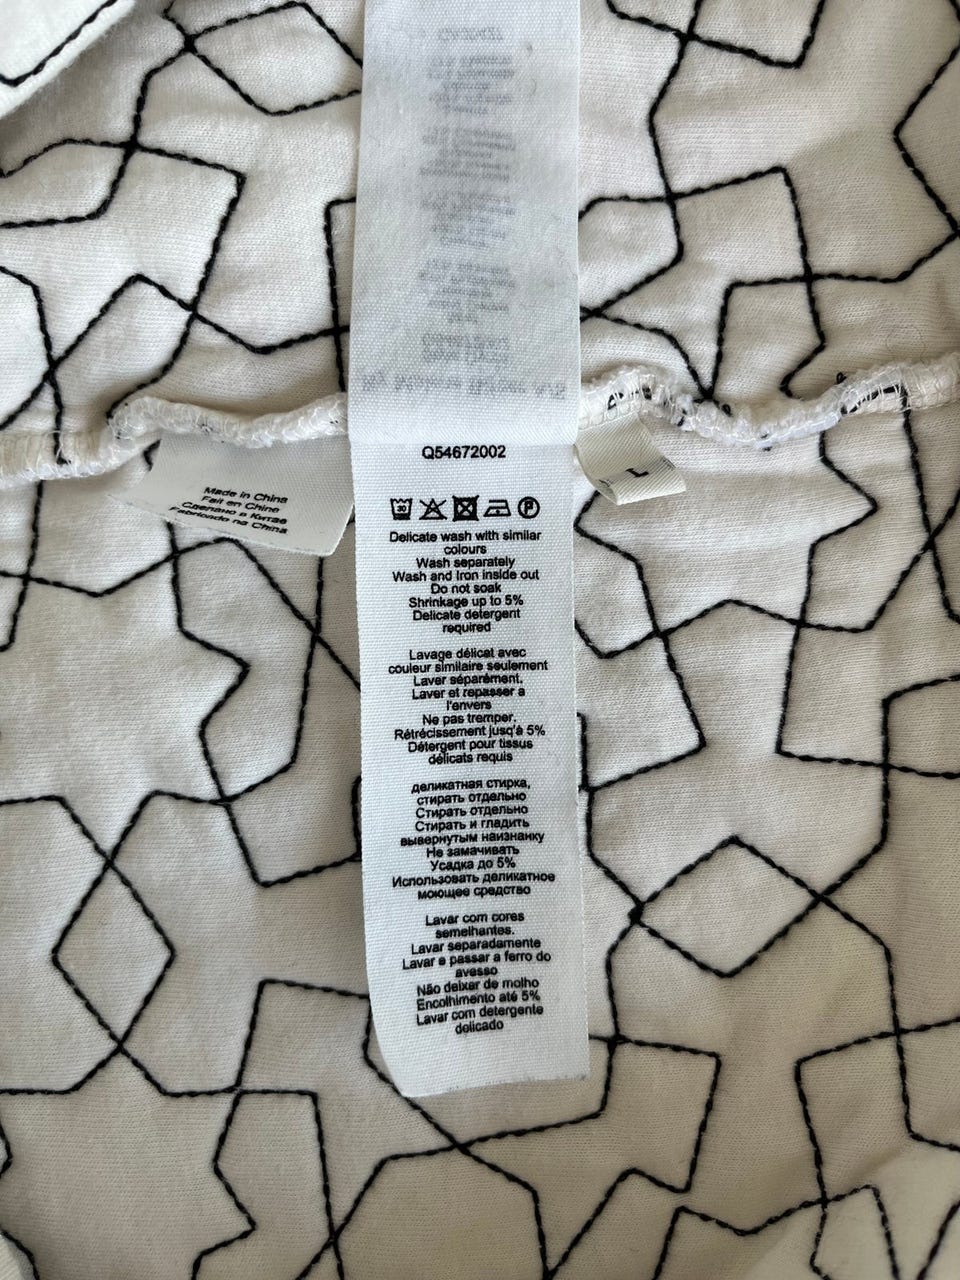 Q54672002
L
Made in China
Fait en Chine
Сделано в Китае
Fabricando na China
30
P
Delicate wash with similar
colours
Wash separately
Wash and Iron inside out
Do not soak
Shrinkage up to 5%
Delicate detergent
required
Lavage délicat avec
couleur similaire seulement
Laver séparément.
Laver et repasser a
l'envers
Ne pas tremper.
Rétrécissement jusq'à 5%
Détergent pour tissus
délicats requis
деликатная стирка,
стирать отдельно
Стирать отдельно
Стирать и гладить
вывернутым наизнанку
Не замачивать
Усадка до 5%
Использовать деликатное
моющее средство
Lavar com cores
semelhantes.
Lavar separadamente
Lavar e passar a ferro do
avesso
Não deixar de molho
Encolhimento até 5%
Lavar com detergente
delicado